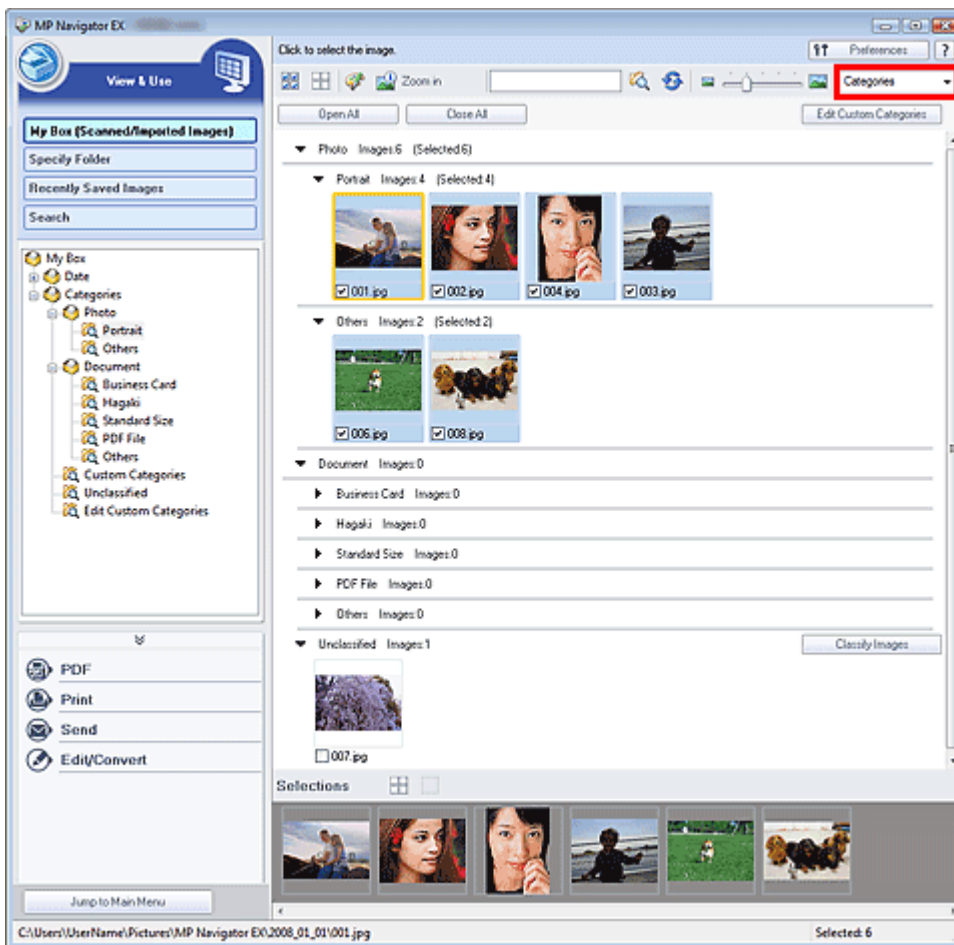 MP Navigator EX
View & Use
My Box (Scanned/Imported Images)
Specify Folder
Recently Saved Images
Search
My Box
Date
Categories
Photo
Portrait
Others
Document
Business Card
Hagaki
Standard Size
PDF File
Others
Custom Categories
Unclassified
Edit Custom Categories
PDF
Print
Send
Edit/Convert
Jump to Main Menu
Click to select the image.
Preferences
?
Zoom in
Categories
Open All
Close All
Edit Custom Categories
Photo Images:6 (Selected:6)
Portrait Images:4 (Selected:4)
001.jpg 002.jpg 004.jpg 003.jpg
Others Images:2 (Selected:2)
006.jpg 008.jpg
Document Images:0
Business Card Images:0
Hagaki Images:0
Standard Size Images:0
PDF File Images:0
Others Images:0
Unclassified Images:1
Classify Images
007.jpg
Selections
C:\Users\UserName\Pictures\MP Navigator EX\2008_01_01\001.jpg
Selected: 6